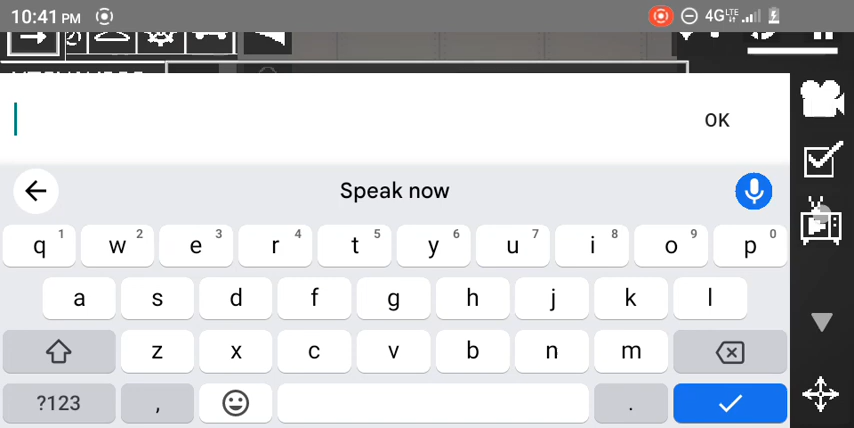 10:41 PM 4G LTE
OK
Speak now
q 1 w 2 e 3 r 4 t 5 y 6 u 7 i 8 o 9 p 0
a s d f g h j k l
z x c v b n m
?123 , .